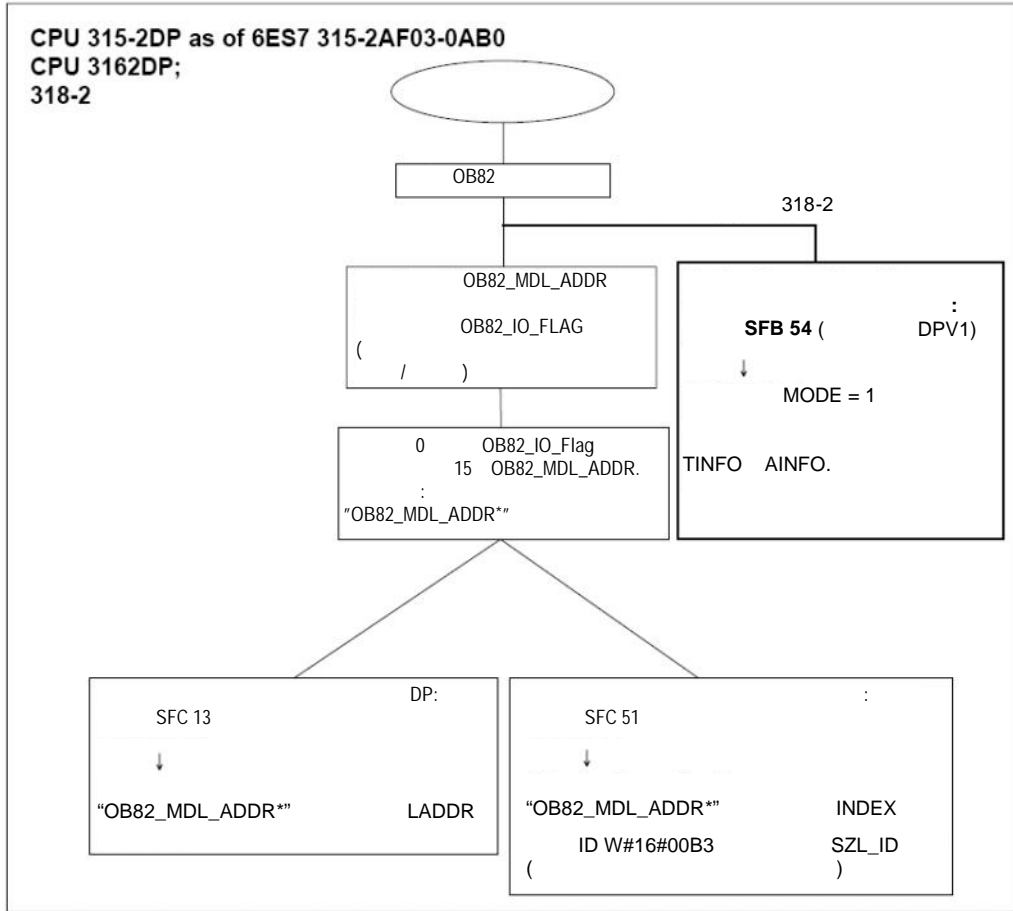 CPU 315-2DP as of 6ES7 315-2AF03-0AB0
CPU 3162DP;
318-2
OB82
318-2
OB82_MDL_ADDR
OB82_IO_FLAG
(
/ )
:
SFB 54 ( DPV1)
↓
MODE = 1
TINFO AINFO.
0 OB82_IO_Flag
15 OB82_MDL_ADDR.
:
"OB82_MDL_ADDR*"
DP:
SFC 13
↓
“OB82_MDL_ADDR*” LADDR
:
SFC 51
↓
“OB82_MDL_ADDR*” INDEX
ID W#16#00B3 SZL_ID
( )